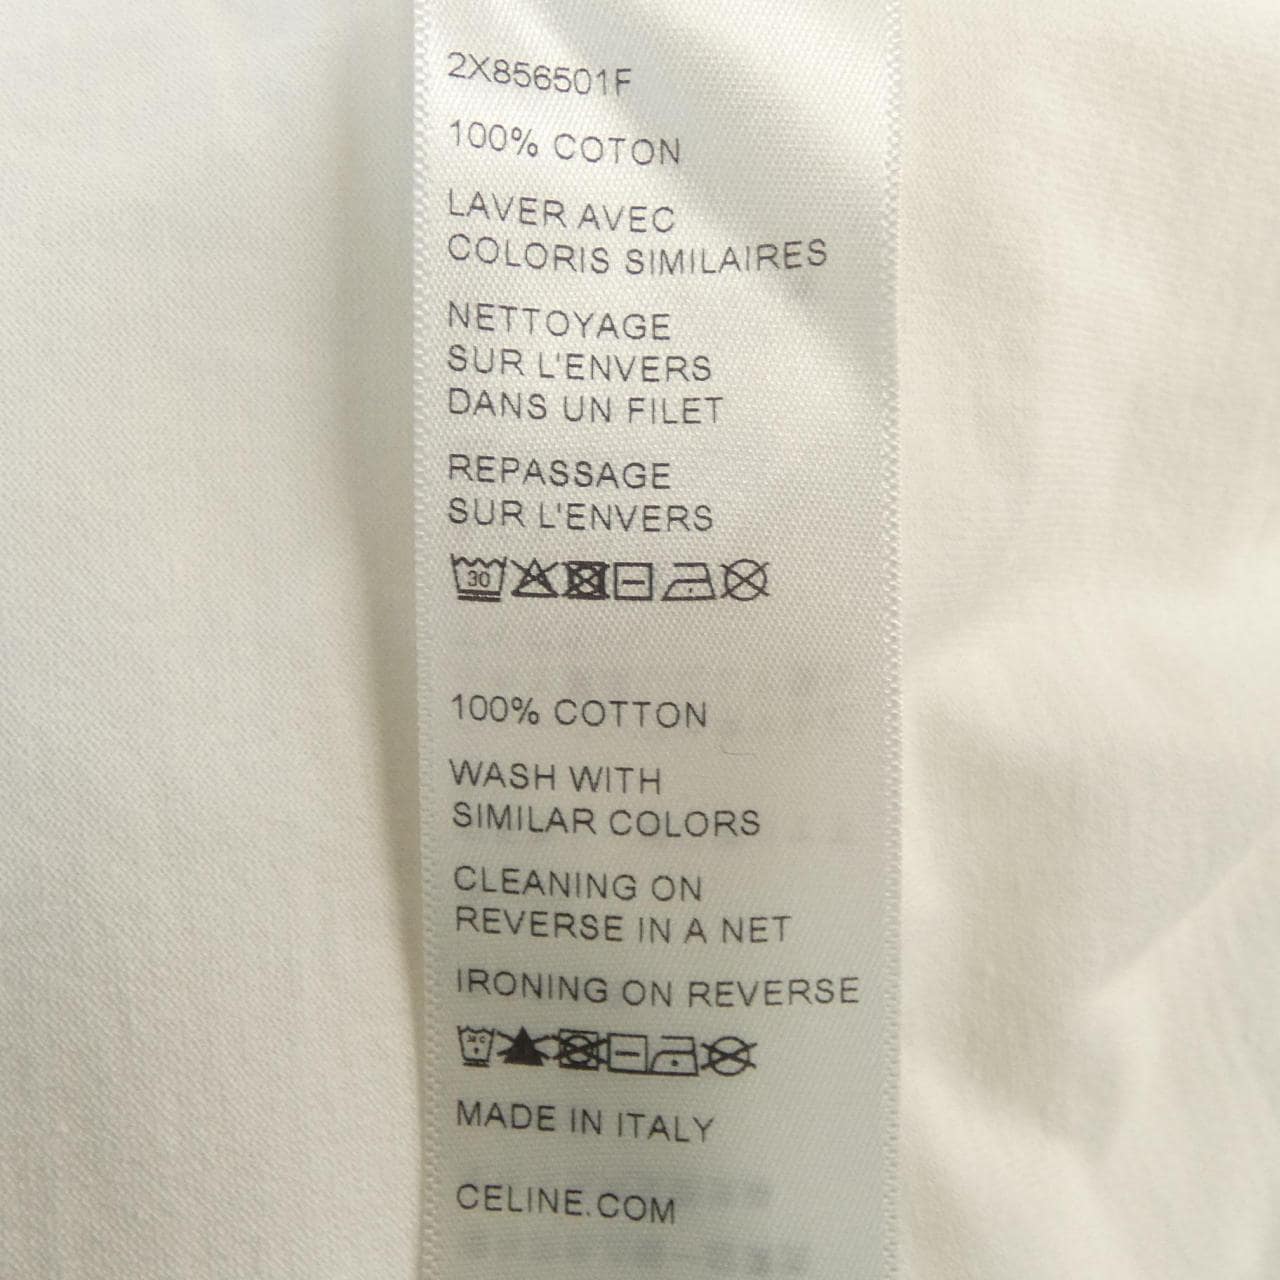 2X856501F
100% COTON
LAVER AVEC
COLORIS SIMILAIRES
NETTOYAGE
SUR L'ENVERS
DANS UN FILET
REPASSAGE
SUR L'ENVERS
30
100% COTTON
WASH WITH
SIMILAR COLORS
CLEANING ON
REVERSE IN A NET
IRONING ON REVERSE
MADE IN ITALY
CELINE.COM